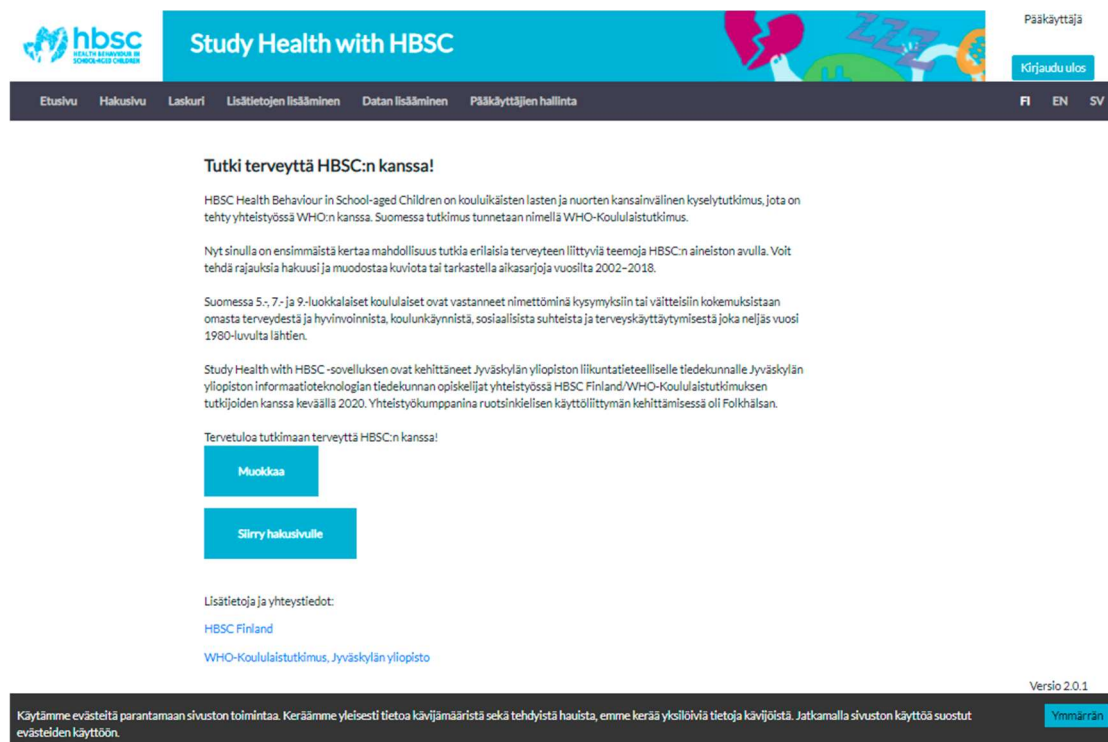 hbsc
HEALTH BEHAVIOUR IN
SCHOOL-AGED CHILDREN
Study Health with HBSC
ZZZ
Pääkäyttäjä
Kirjaudu ulos
Etusivu Hakusivu Laskuri Lisätietojen lisääminen Datan lisääminen Pääkäyttäjien hallinta FI EN SV
Tutki terveyttä HBSC:n kanssa!
HBSC Health Behaviour in School-aged Children on kouluikäisten lasten ja nuorten kansainvälinen kyselytutkimus, jota on
tehty yhteistyössä WHO:n kanssa. Suomessa tutkimus tunnetaan nimellä WHO-Koululaistutkimus.
Nyt sinulla on ensimmäistä kertaa mahdollisuus tutkia erilaisia terveyteen liittyviä teemoja HBSC:n aineiston avulla. Voit
tehdä rajauksia hakuusi ja muodostaa kuviota tai tarkastella aikasarjoja vuosilta 2002–2018.
Suomessa 5.-, 7.- ja 9.-luokkalaiset koululaiset ovat vastanneet nimettöminä kysymyksiin tai väitteisiin kokemuksistaan
omasta terveydestä ja hyvinvoinnista, koulunkäynnistä, sosiaalisista suhteista ja terveyskäyttäytymisestä joka neljäs vuosi
1980-luvulta lähtien.
Study Health with HBSC -sovelluksen ovat kehittäneet Jyväskylän yliopiston liikuntatieteelliselle tiedekunnalle Jyväskylän
yliopiston informaatioteknologian tiedekunnan opiskelijat yhteistyössä HBSC Finland/WHO-Koululaistutkimuksen
tutkijoiden kanssa keväällä 2020. Yhteistyökumppanina ruotsinkielisen käyttöliittymän kehittämisessä oli Folkhälsan.
Tervetuloa tutkimaan terveyttä HBSC:n kanssa!
Muokkaa
Siirry hakusivulle
Lisätietoja ja yhteystiedot:
HBSC Finland
WHO-Koululaistutkimus, Jyväskylän yliopisto
Versio 2.0.1
Käytämme evästeitä parantamaan sivuston toimintaa. Keräämme yleisesti tietoa kävijämääristä sekä tehdyistä hauista, emme kerää yksilöiviä tietoja kävijöistä. Jatkamalla sivuston käyttöä suostut
evästeiden käyttöön.
Ymmärrän